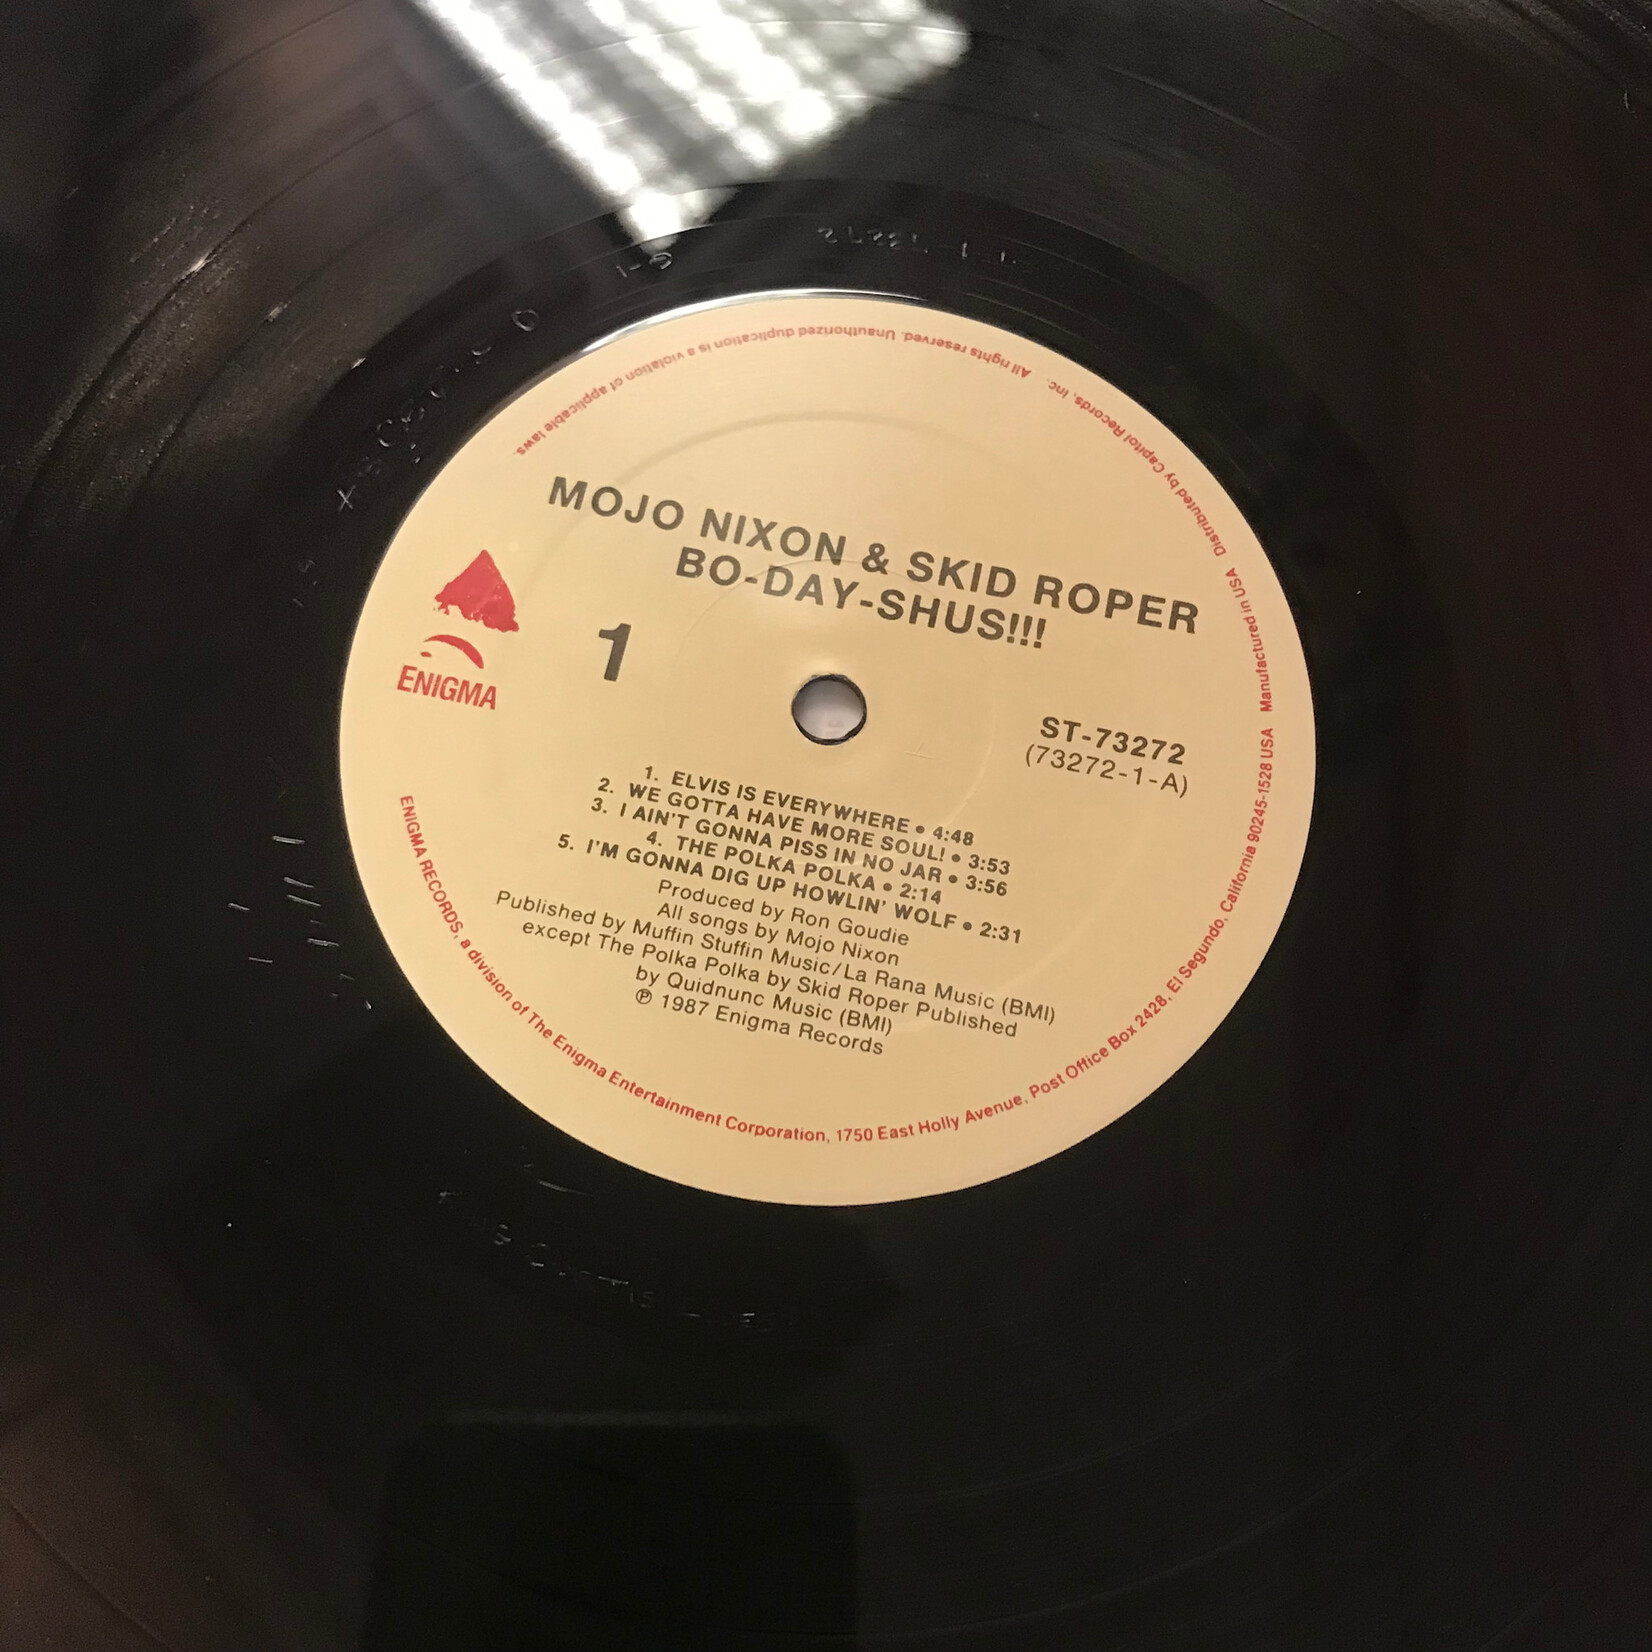 MOJO NIXON & SKID ROPER
BO-DAY-SHUS!!!
1
ENIGMA
ST-73272
(73272-1-A)
1. ELVIS IS EVERYWHERE • 4:48
2. WE GOTTA HAVE MORE SOUL! • 3:53
3. I AIN'T GONNA PISS IN NO JAR • 3:56
4. THE POLKA POLKA • 2:14
5. I'M GONNA DIG UP HOWLIN' WOLF • 2:31
Produced by Ron Goudie
All songs by Mojo Nixon
Published by Muffin Stuffin Music/La Rana Music (BMI)
except The Polka Polka by Skid Roper Published
by Quidnunc Music (BMI)
℗ 1987 Enigma Records
ENIGMA RECORDS, a division of The Enigma Entertainment Corporation, 1750 East Holly Avenue, Post Office Box 2428, El Segundo, California 90245-1528 USA Manufactured in USA Distributed by Capitol Records, Inc. All rights reserved. Unauthorized duplication is a violation of applicable laws.